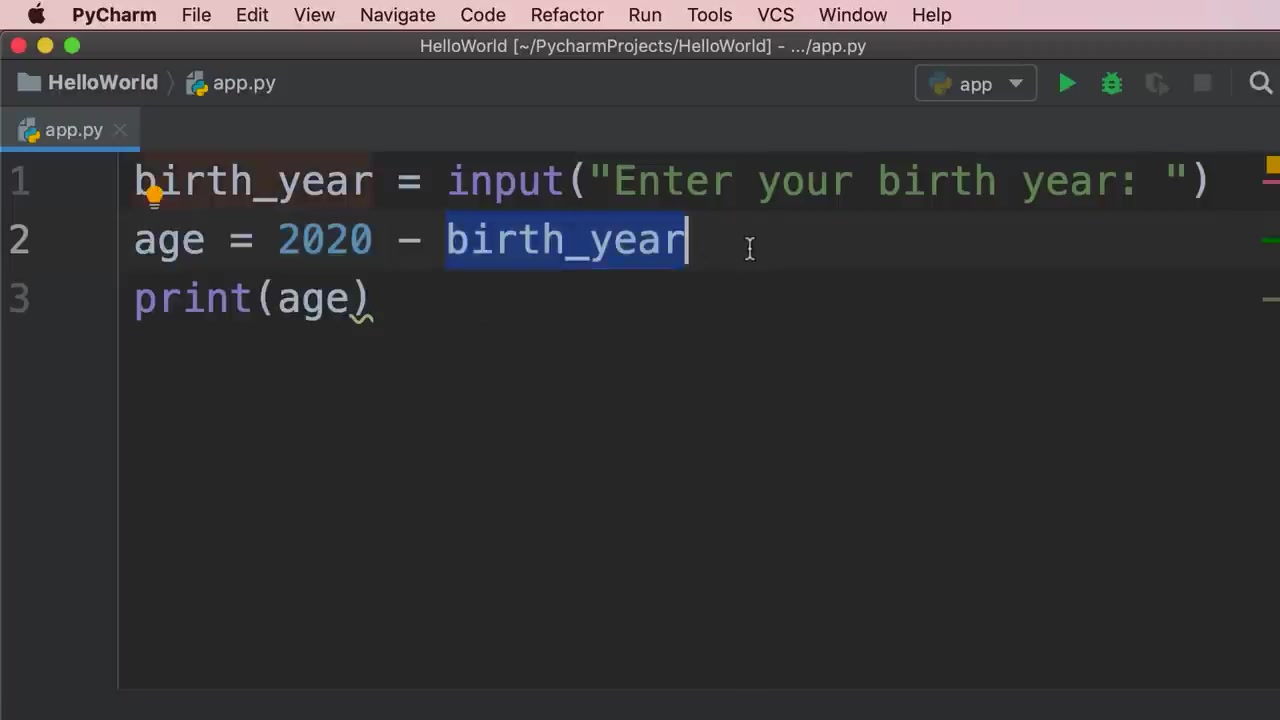 PyCharm File Edit View Navigate Code Refactor Run Tools VCS Window Help
HelloWorld [~/PycharmProjects/HelloWorld] - .../app.py
HelloWorld app.py app
app.py
1 birth_year = input("Enter your birth year: ")
2 age = 2020 - birth_year
3 print(age)